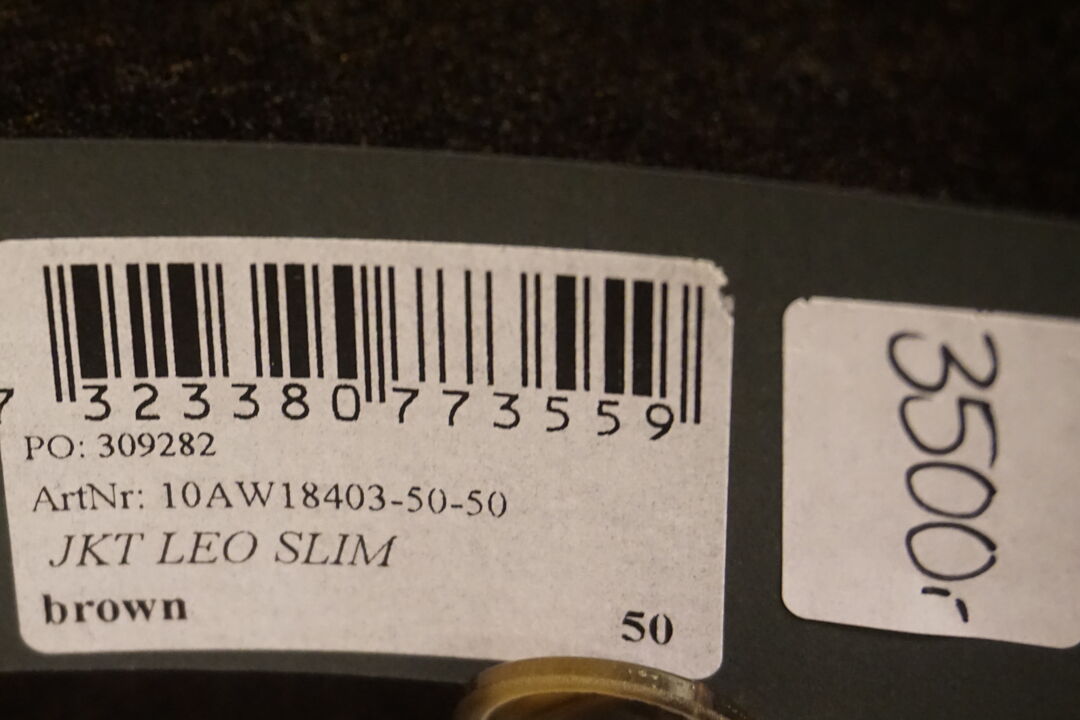 7 323380 773559
PO: 309282
ArtNr: 10AW18403-50-50
JKT LEO SLIM
brown
50
3500,-